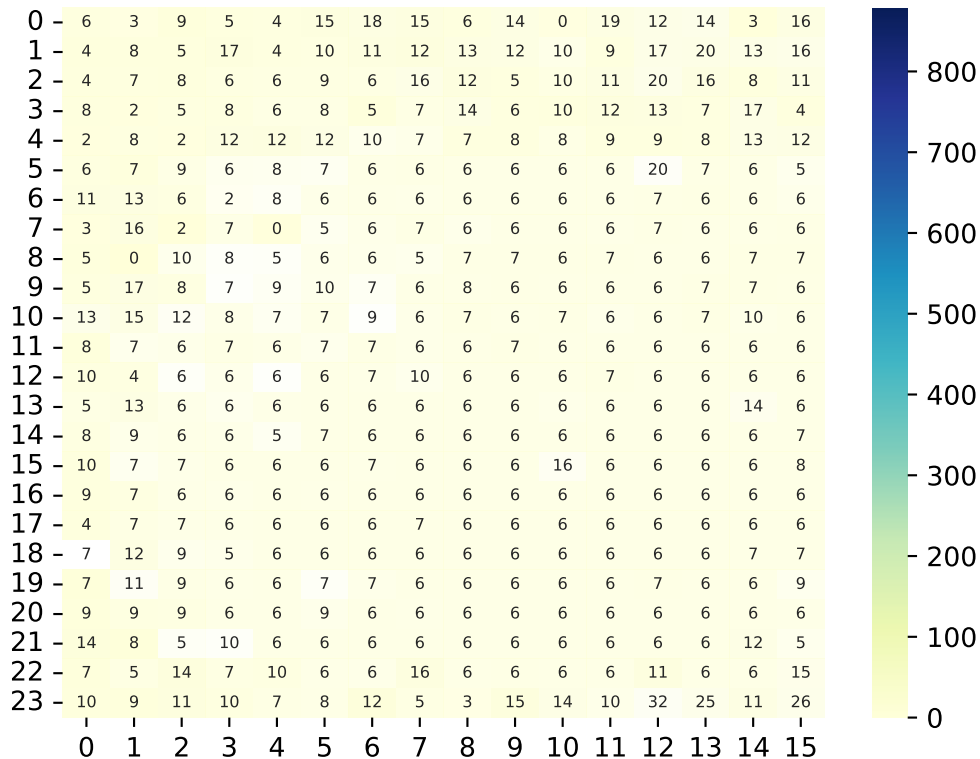 0 6 3 9 5 4 15 18 15 6 14 0 19 12 14 3 16
1 4 8 5 17 4 10 11 12 13 12 10 9 17 20 13 16
2 4 7 8 6 6 9 6 16 12 5 10 11 20 16 8 11
3 8 2 5 8 6 8 5 7 14 6 10 12 13 7 17 4
4 2 8 2 12 12 12 10 7 7 8 8 9 9 8 13 12
5 6 7 9 6 8 7 6 6 6 6 6 6 20 7 6 5
6 11 13 6 2 8 6 6 6 6 6 6 6 7 6 6 6
7 3 16 2 7 0 5 6 7 6 6 6 6 7 6 6 6
8 5 0 10 8 5 6 6 5 7 7 6 7 6 6 7 7
9 5 17 8 7 9 10 7 6 8 6 6 6 6 7 7 6
10 13 15 12 8 7 7 9 6 7 6 7 6 6 7 10 6
11 8 7 6 7 6 7 7 6 6 7 6 6 6 6 6 6
12 10 4 6 6 6 6 7 10 6 6 6 7 6 6 6 6
13 5 13 6 6 6 6 6 6 6 6 6 6 6 6 14 6
14 8 9 6 6 5 7 6 6 6 6 6 6 6 6 6 7
15 10 7 7 6 6 6 7 6 6 6 16 6 6 6 6 8
16 9 7 6 6 6 6 6 6 6 6 6 6 6 6 6 6
17 4 7 7 6 6 6 6 7 6 6 6 6 6 6 6 6
18 7 12 9 5 6 6 6 6 6 6 6 6 6 6 7 7
19 7 11 9 6 6 7 7 6 6 6 6 6 7 6 6 9
20 9 9 9 6 6 9 6 6 6 6 6 6 6 6 6 6
21 14 8 5 10 6 6 6 6 6 6 6 6 6 6 12 5
22 7 5 14 7 10 6 6 16 6 6 6 6 11 6 6 15
23 10 9 11 10 7 8 12 5 3 15 14 10 32 25 11 26
0 1 2 3 4 5 6 7 8 9 10 11 12 13 14 15
800
700
600
500
400
300
200
100
0